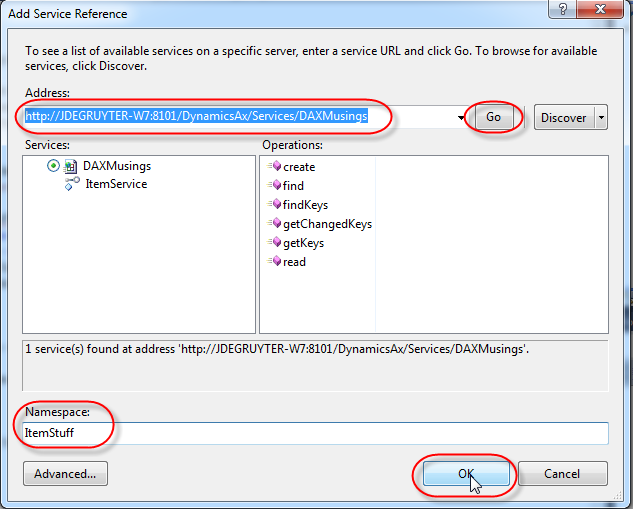 Add Service Reference
To see a list of available services on a specific server, enter a service URL and click Go. To browse for available
services, click Discover.
Address:
http://JDEGRUYTER-W7:8101/DynamicsAx/Services/DAXMusings
Go
Discover
Services:
Operations:
DAXMusings
ItemService
create
find
findKeys
getChangedKeys
getKeys
read
1 service(s) found at address 'http://JDEGRUYTER-W7:8101/DynamicsAx/Services/DAXMusings'.
Namespace:
ItemStuff
Advanced...
OK
Cancel